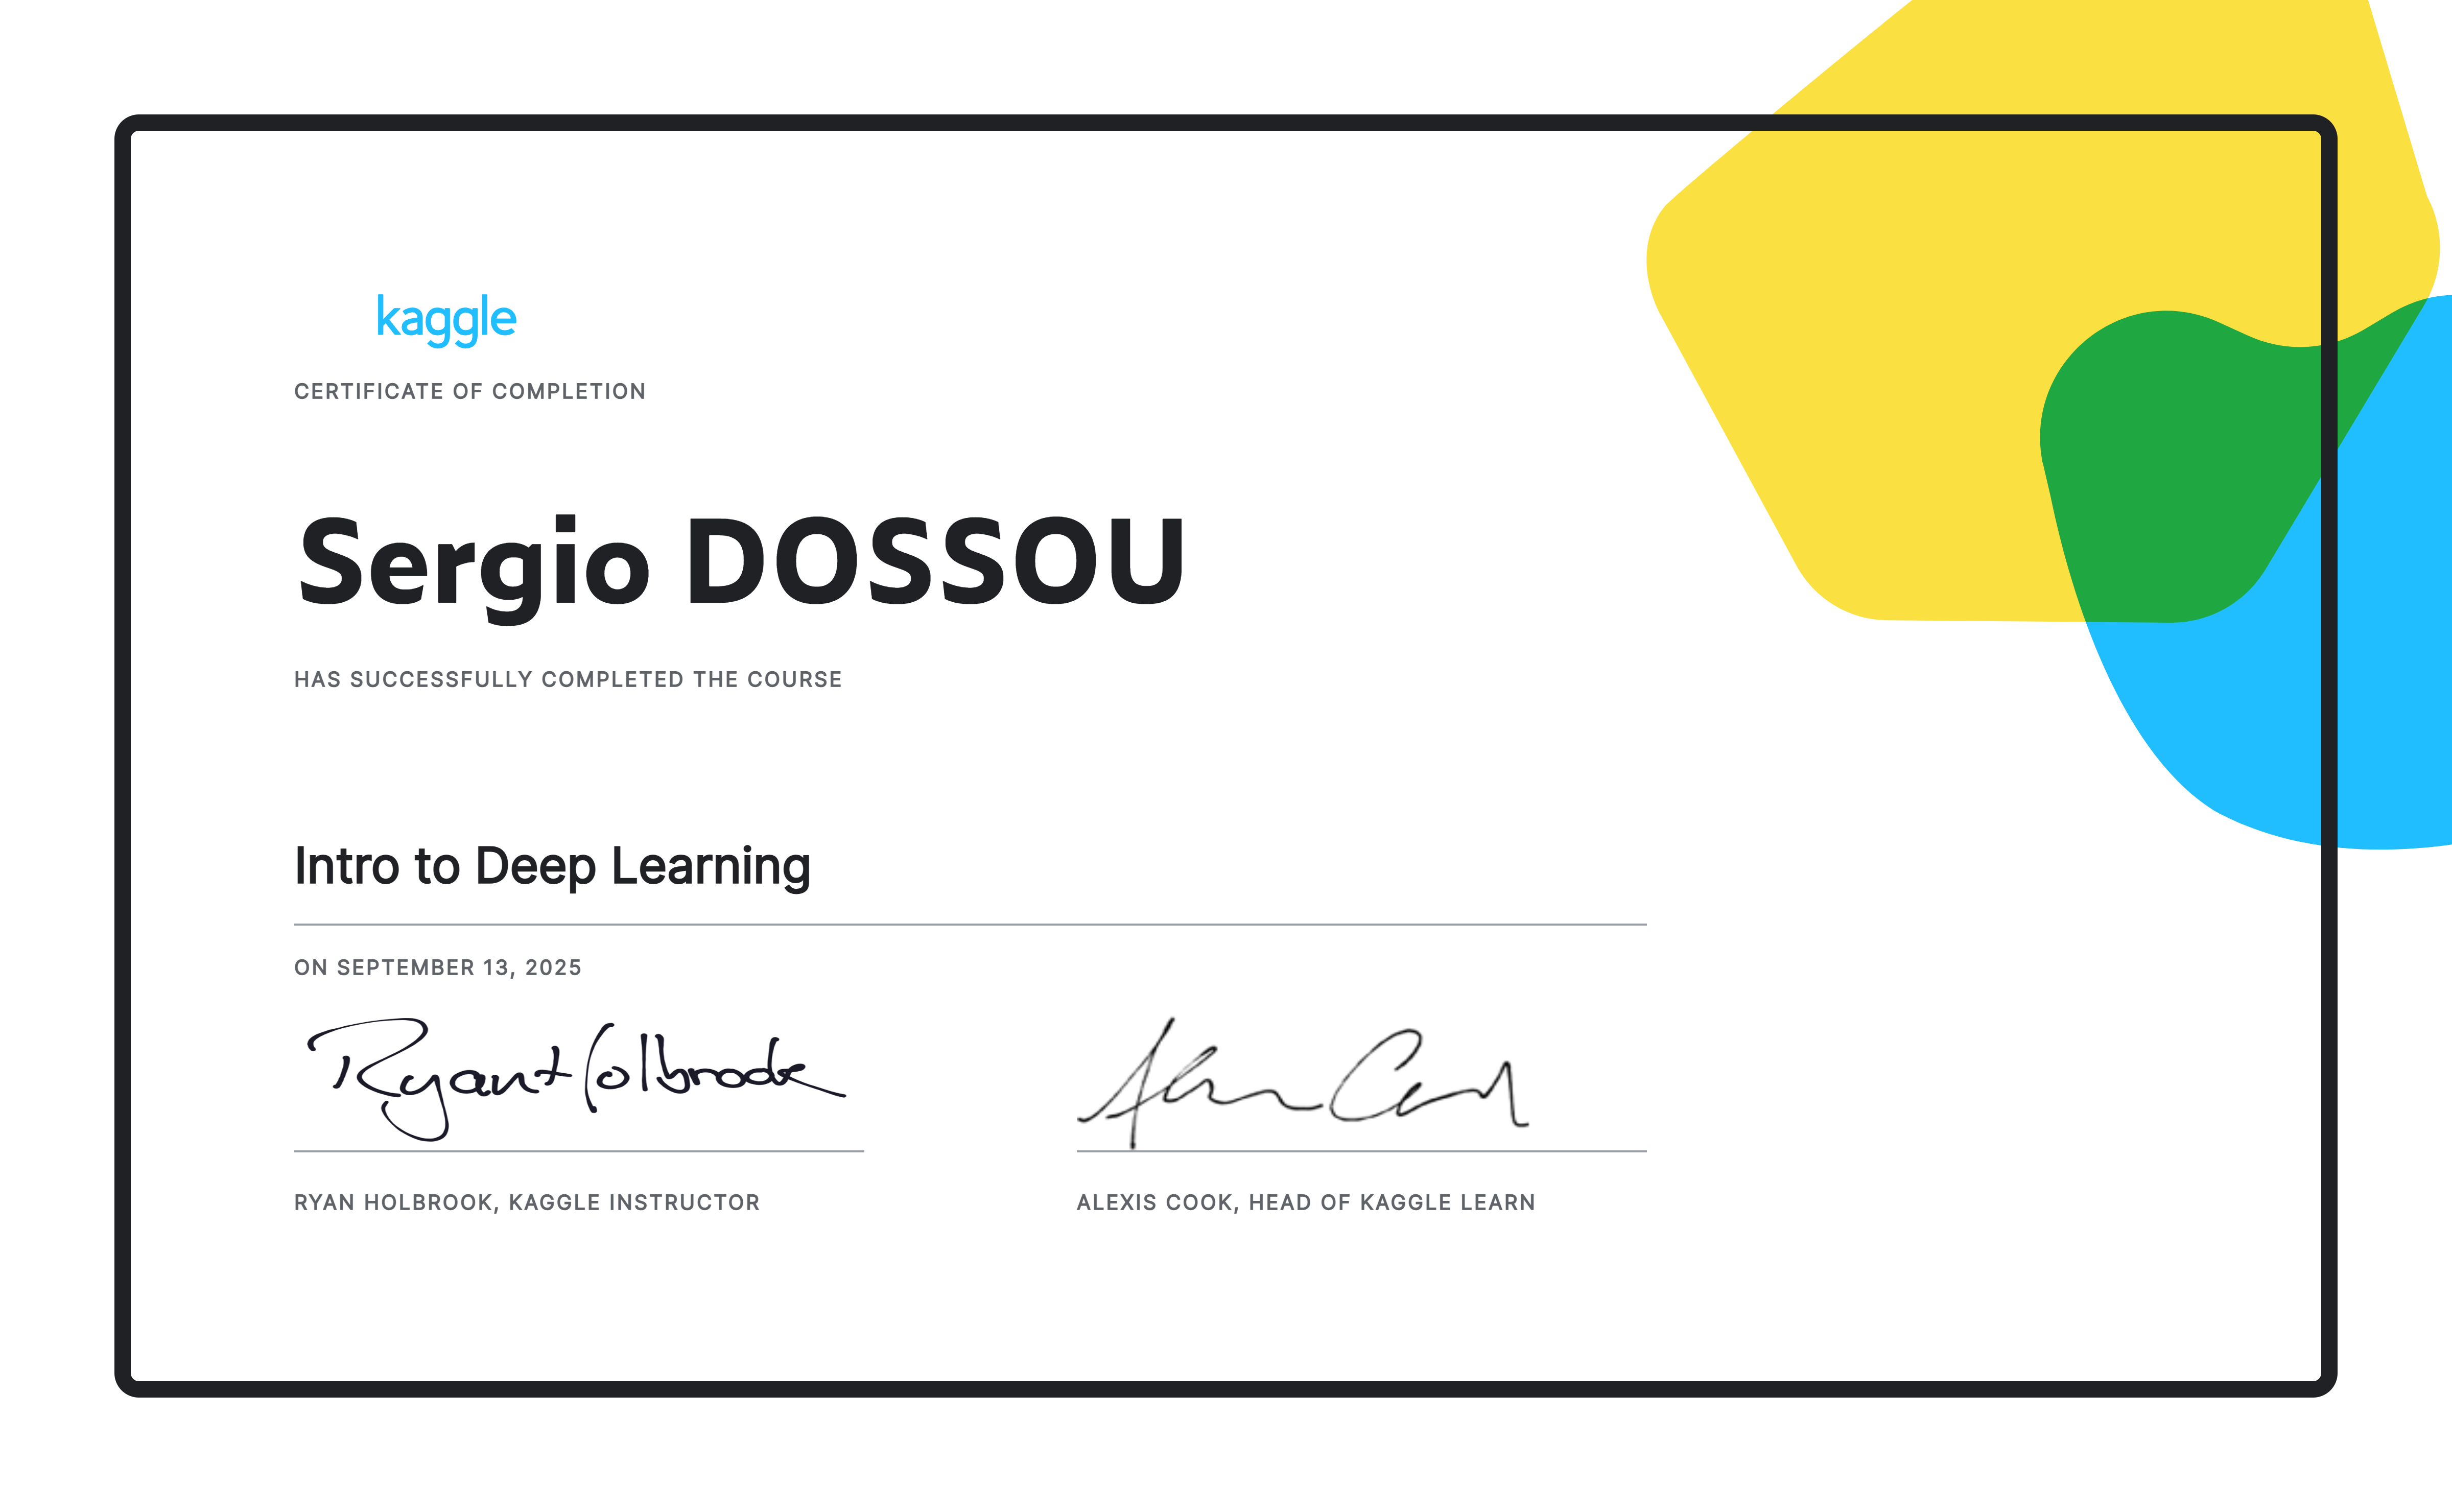 kaggle
CERTIFICATE OF COMPLETION
Sergio DOSSOU
HAS SUCCESSFULLY COMPLETED THE COURSE
Intro to Deep Learning
ON SEPTEMBER 13, 2025
Ryan Holbrook
RYAN HOLBROOK, KAGGLE INSTRUCTOR
ALEXIS COOK, HEAD OF KAGGLE LEARN